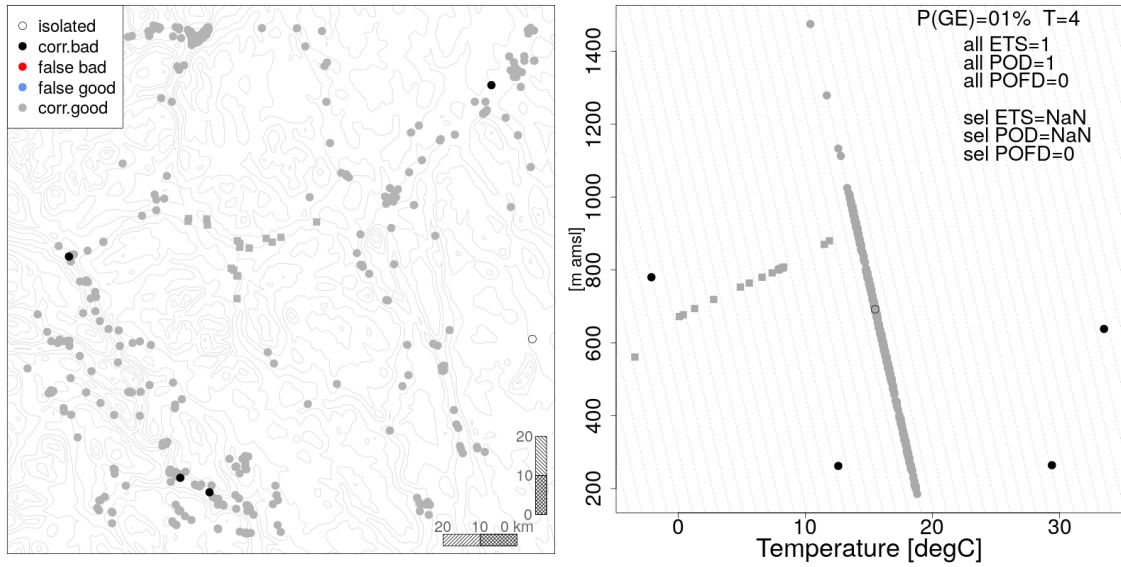 isolated
corr.bad
false bad
false good
corr.good
20
10
0
20 10 0 km
P(GE)=01% T=4
all ETS=1
all POD=1
all POFD=0
sel ETS=NaN
sel POD=NaN
sel POFD=0
[m amsl]
1400
1200
1000
800
600
400
200
0 10 20 30
Temperature [degC]